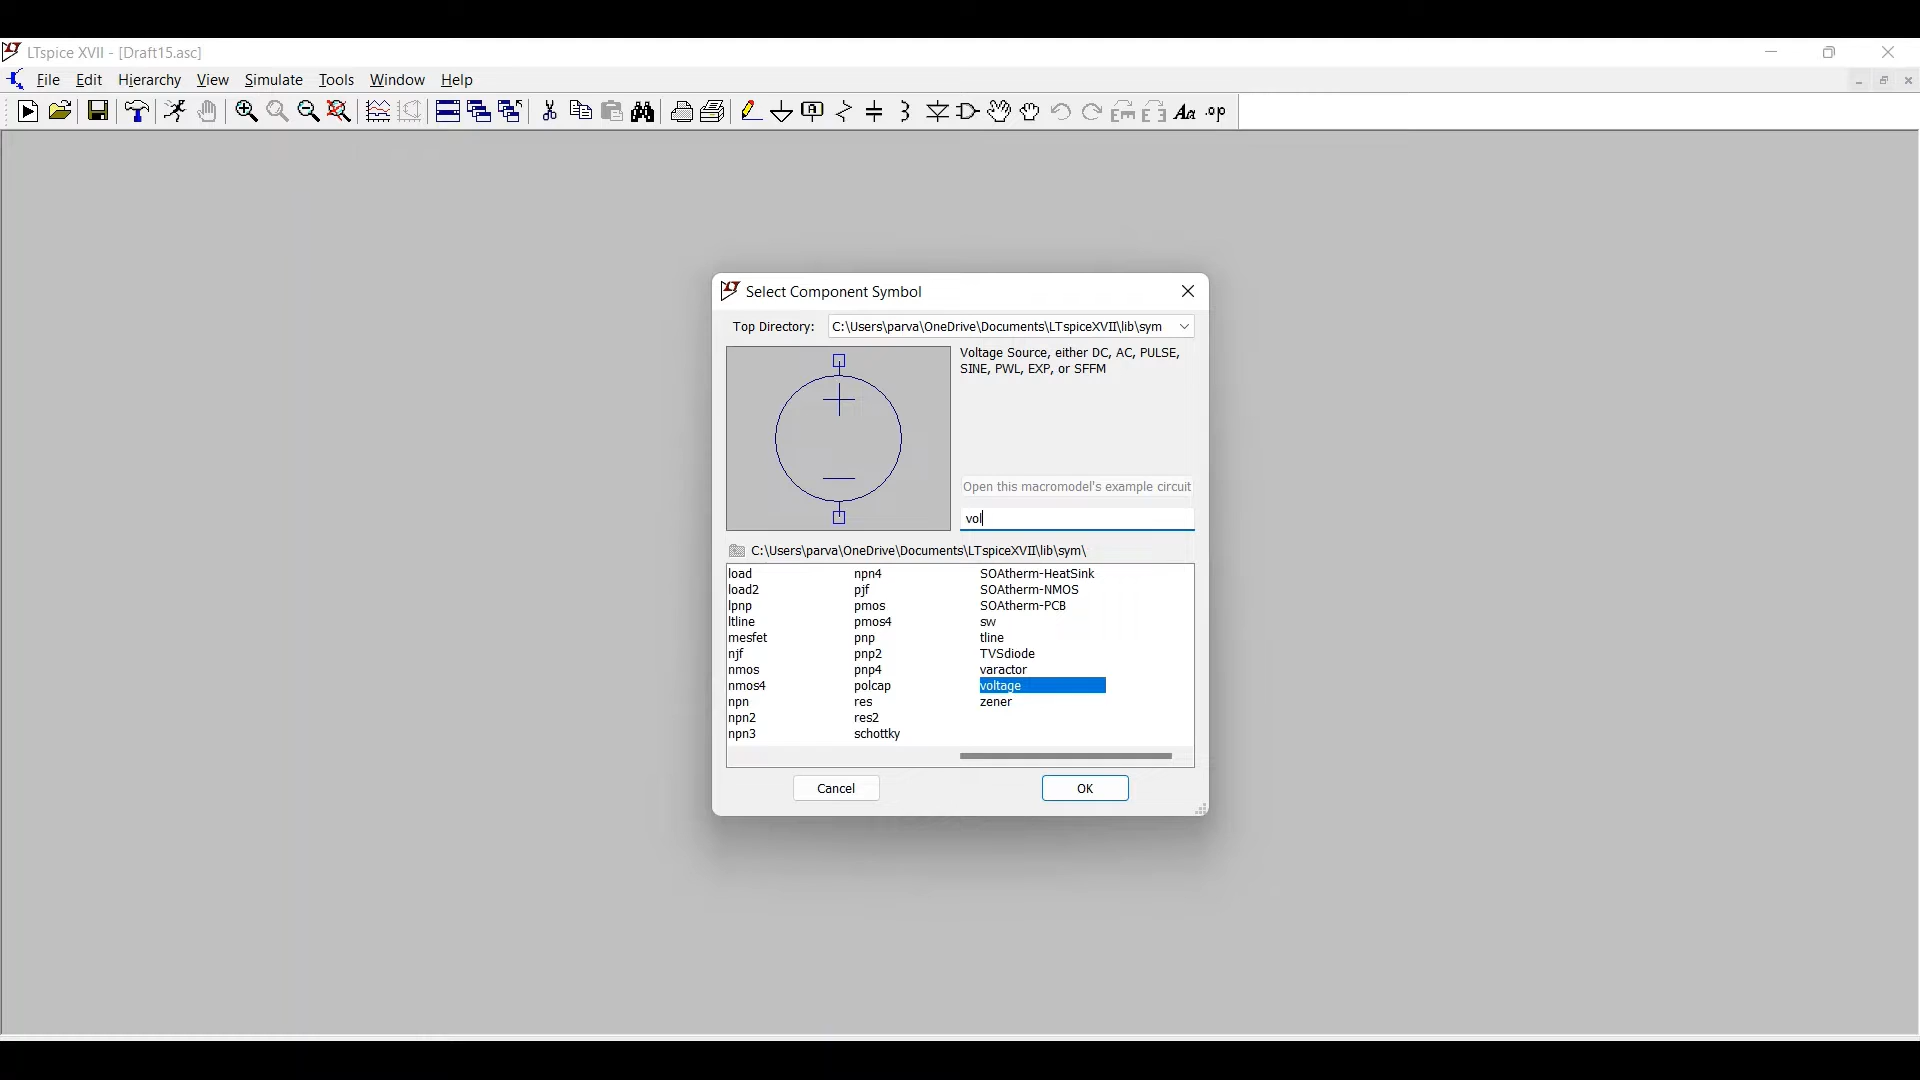 LTspice XVII - [Draft15.asc]
File Edit Hierarchy View Simulate Tools Window Help
A Aa .op
Select Component Symbol
Top Directory: C:\Users\parva\OneDrive\Documents\LTspiceXVII\lib\sym
Voltage Source, either DC, AC, PULSE,
SINE, PWL, EXP, or SFFM
Open this macromodel's example circuit
vol
C:\Users\parva\OneDrive\Documents\LTspiceXVII\lib\sym\
load npn4 SOAtherm-HeatSink
load2 pjf SOAtherm-NMOS
lpnp pmos SOAtherm-PCB
ltline pmos4 sw
mesfet pnp tline
njf pnp2 TVSdiode
nmos pnp4 varactor
nmos4 polcap voltage
npn res zener
npn2 res2
npn3 schottky
Cancel OK